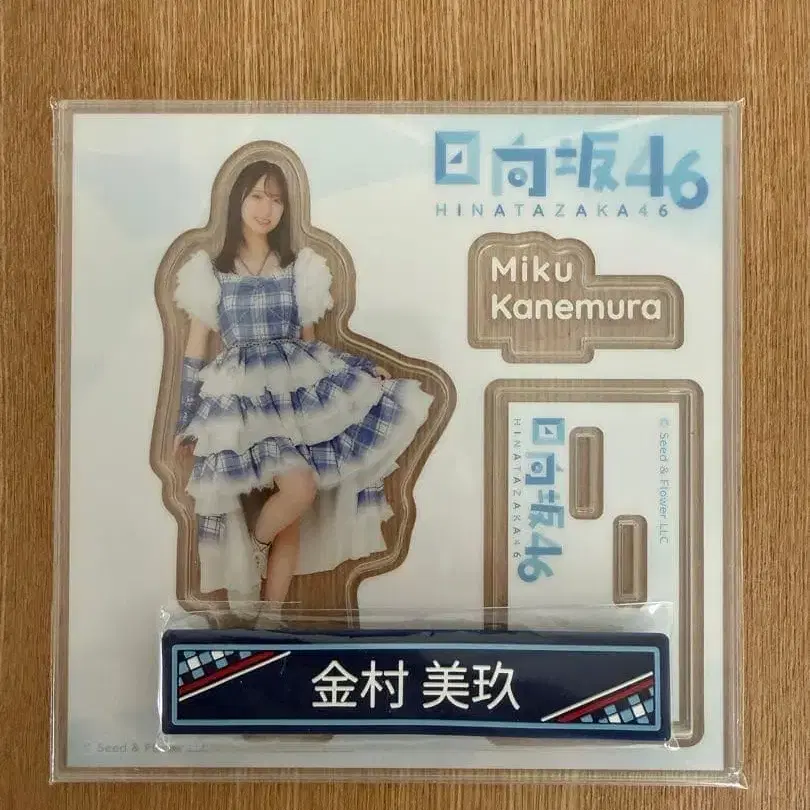 日向坂46
HINATAZAKA46
Miku
Kanemura
日向坂46
HINATAZAKA46
© Seed & Flower LLC
金村 美玖
© Seed & Flower LLC